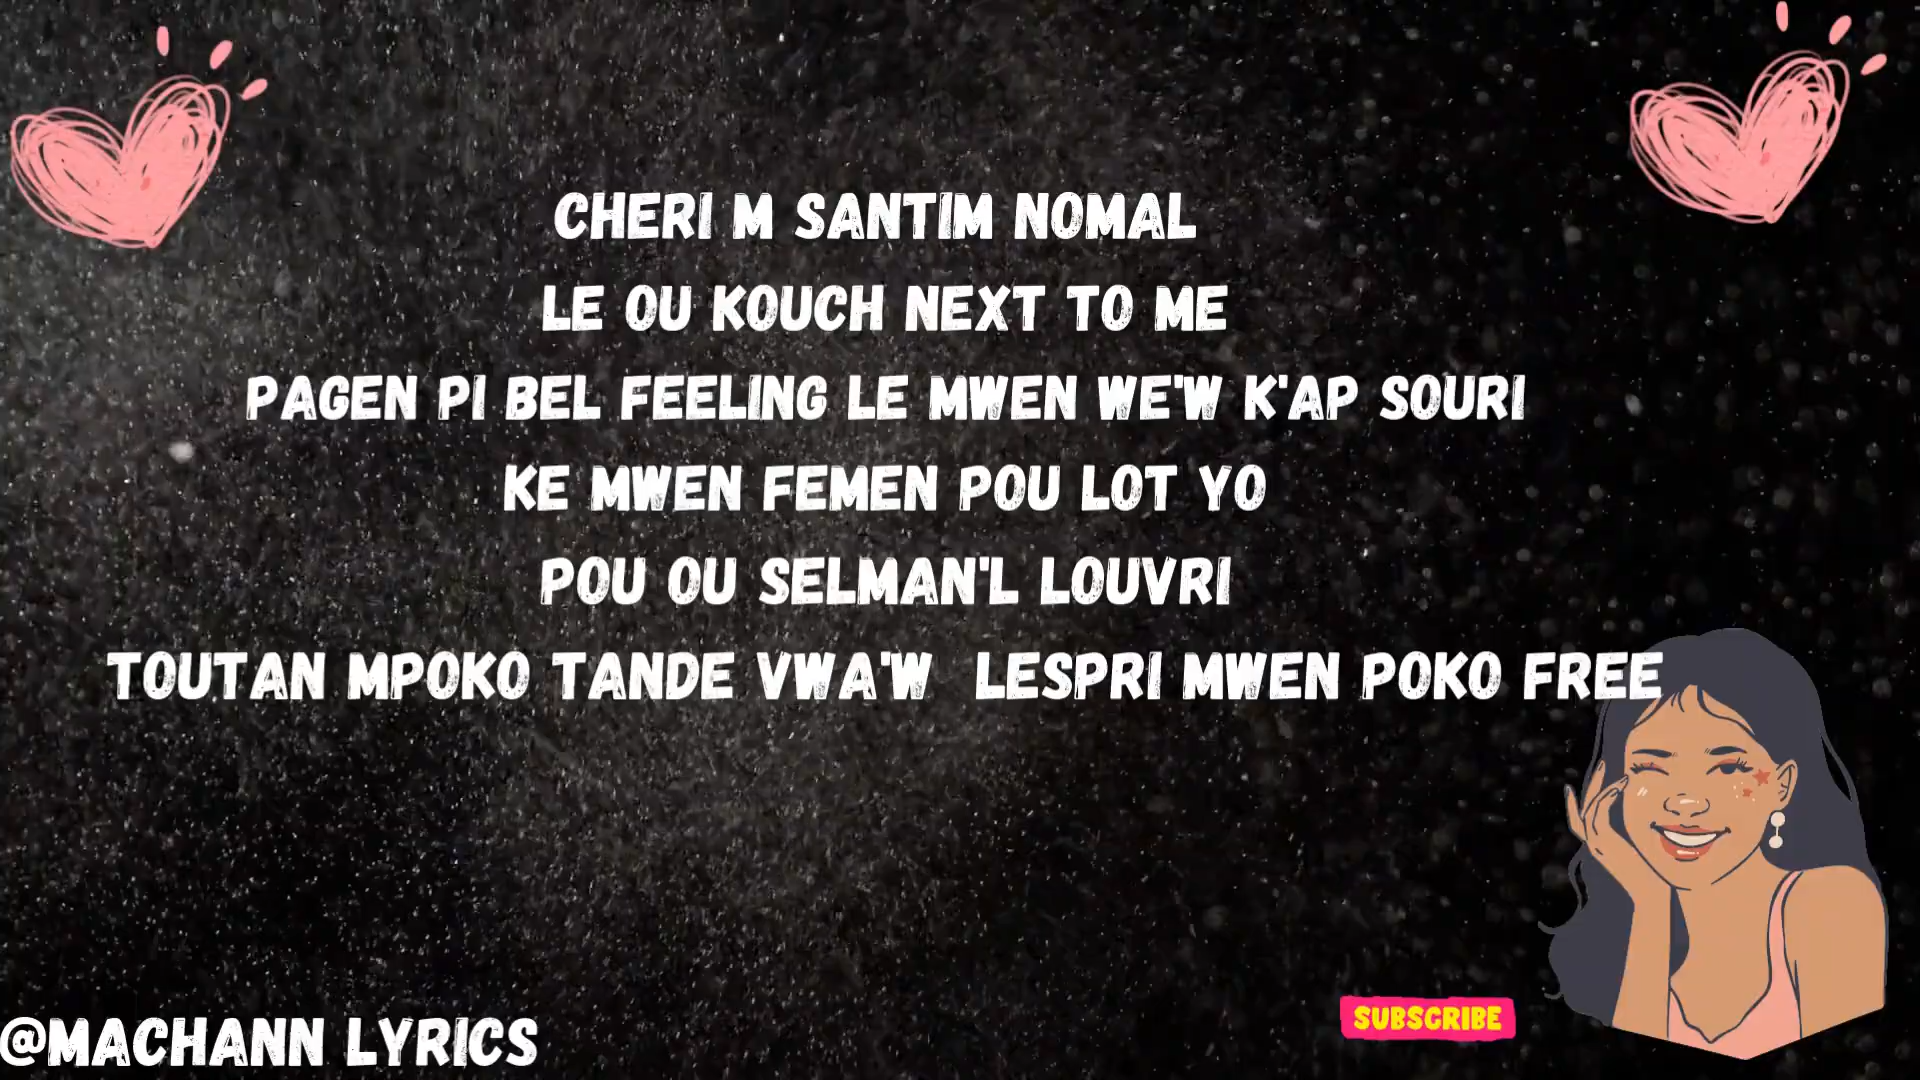 CHERI M SANTIM NOMAL
LE OU KOUCH NEXT TO ME
PAGEN PI BEL FEELING LE MWEN WE'W K'AP SOURI
KE MWEN FEMEN POU LOT YO
POU OU SELMAN'L LOUVRI
TOUTAN MPOKO TANDE VWA'W LESPRI MWEN POKO FREE
@MACHANN LYRICS
SUBSCRIBE